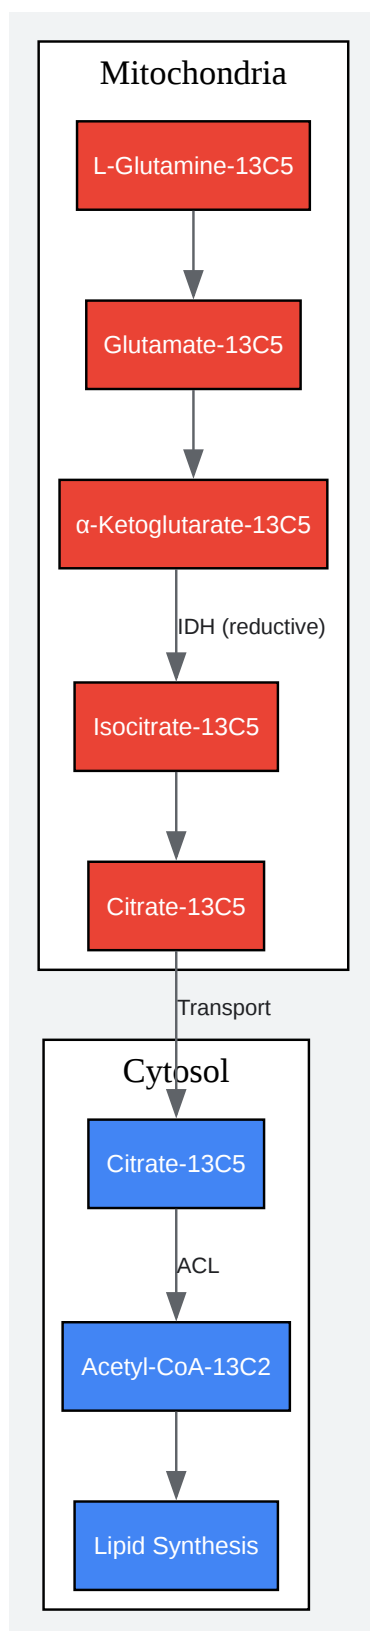 Mitochondria
L-Glutamine-13C5
Glutamate-13C5
α-Ketoglutarate-13C5
IDH (reductive)
Isocitrate-13C5
Citrate-13C5
Transport
Cytosol
Citrate-13C5
ACL
Acetyl-CoA-13C2
Lipid Synthesis